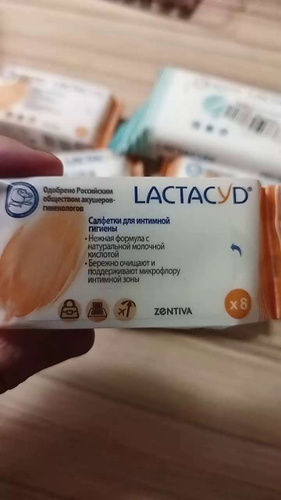 Одобрено Российским
обществом акушеров-
гинекологов
LACTACYD®
Салфетки для интимной
гигиены
• Нежная формула с
натуральной молочной
кислотой
• Бережно очищают и
поддерживают микрофлору
интимной зоны
ZENTIVA
x8